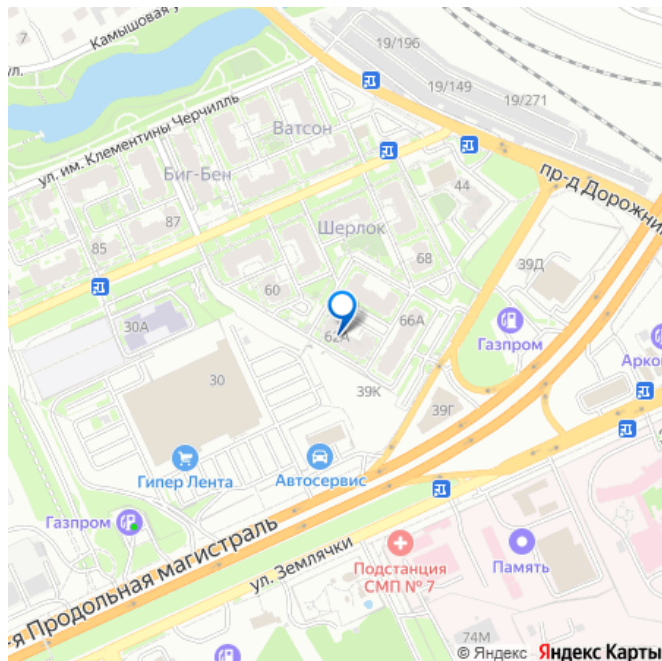 7
Камышовая у
ул.
19/196
19/149
19/271
ул. им. Клементины Черчилль
Ватсон
Биг-Бен
пр-д Дорожни
44
87
Шерлок
85
68
39Д
60
30А
62А
66А
Газпром
Арко
30
39К
39Г
Гипер Лента
Автосервис
Газпром
-я Продольная магистраль
ул. Землячки
Подстанция
СМП № 7
Память
74М
© Яндекс Яндекс Карты